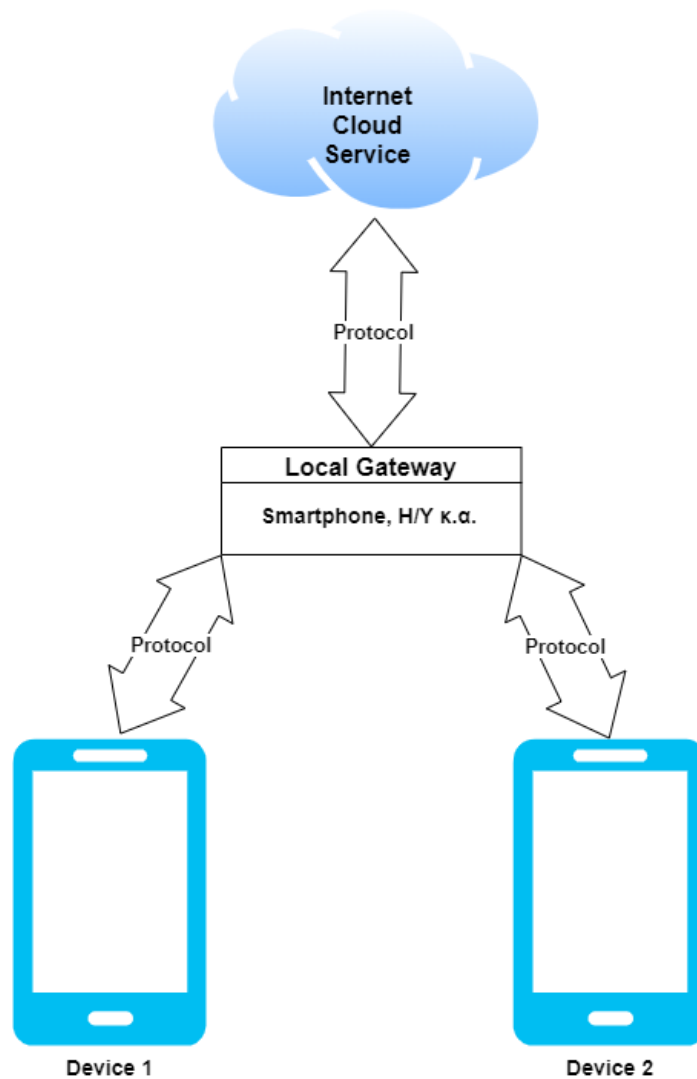 Internet
Cloud
Service
Protocol
Local Gateway
Smartphone, Η/Υ κ.α.
Protocol
Protocol
Device 1
Device 2